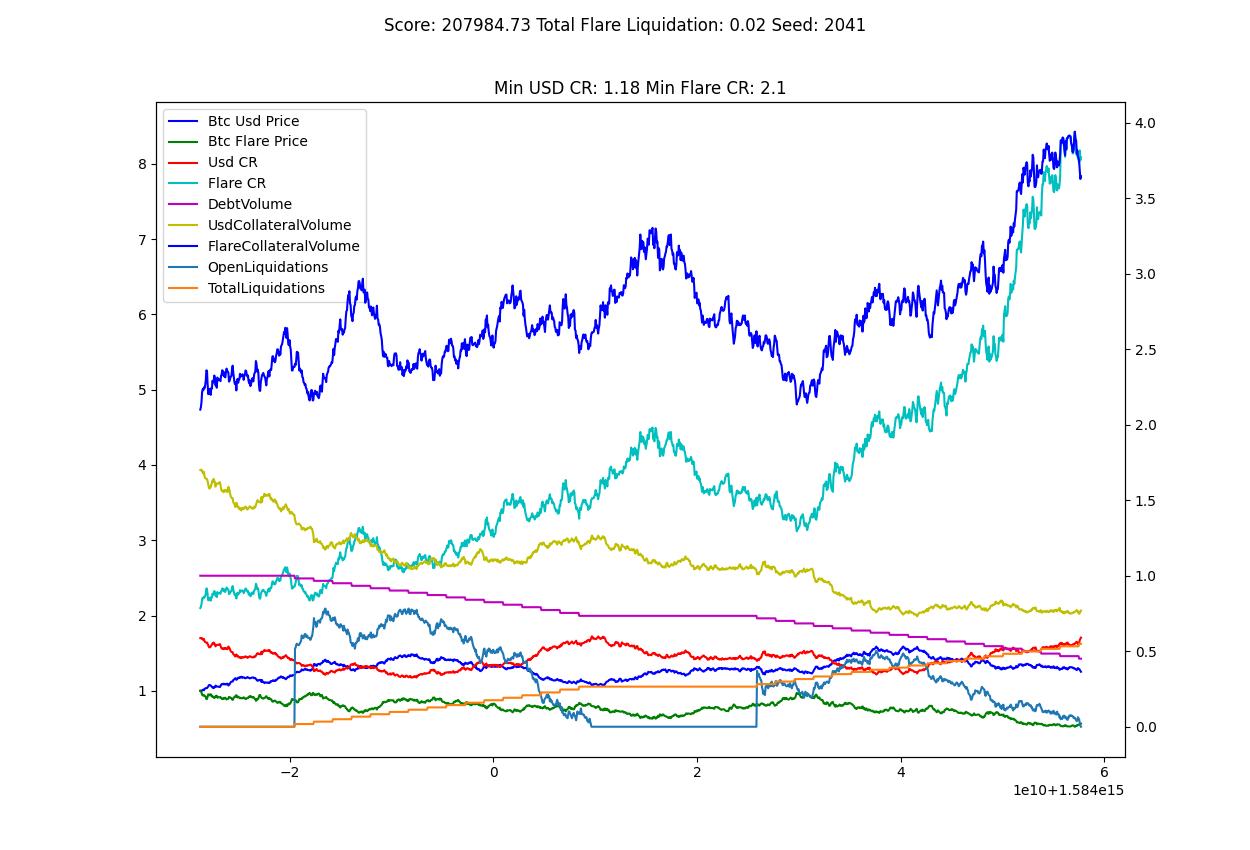 Score: 207984.73 Total Flare Liquidation: 0.02 Seed: 2041
Min USD CR: 1.18 Min Flare CR: 2.1
Btc Usd Price
Btc Flare Price
Usd CR
Flare CR
DebtVolume
UsdCollateralVolume
FlareCollateralVolume
OpenLiquidations
TotalLiquidations
8
7
6
5
4
3
2
1
4.0
3.5
3.0
2.5
2.0
1.5
1.0
0.5
0.0
−2 0 2 4 6
1e10+1.584e15